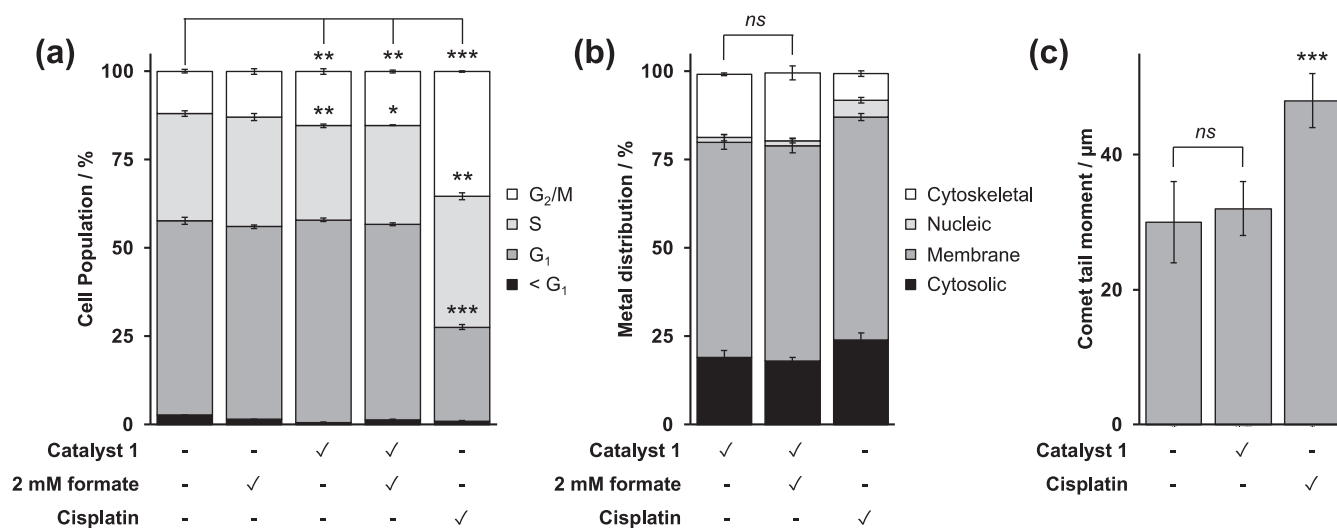 (a)
** ** ***
** *
**
***
100
75
50
25
0
Cell Population / %
G₂/M
S
G₁
< G₁
Catalyst 1 - - ✓ ✓ -
2 mM formate - ✓ - ✓ -
Cisplatin - - - - ✓
(b)
ns
100
75
50
25
0
Metal distribution / %
Cytoskeletal
Nucleic
Membrane
Cytosolic
Catalyst 1 ✓ ✓ -
2 mM formate - ✓ -
Cisplatin - - ✓
(c)
***
ns
40
20
0
Comet tail moment / µm
Catalyst 1 - ✓ -
Cisplatin - - ✓